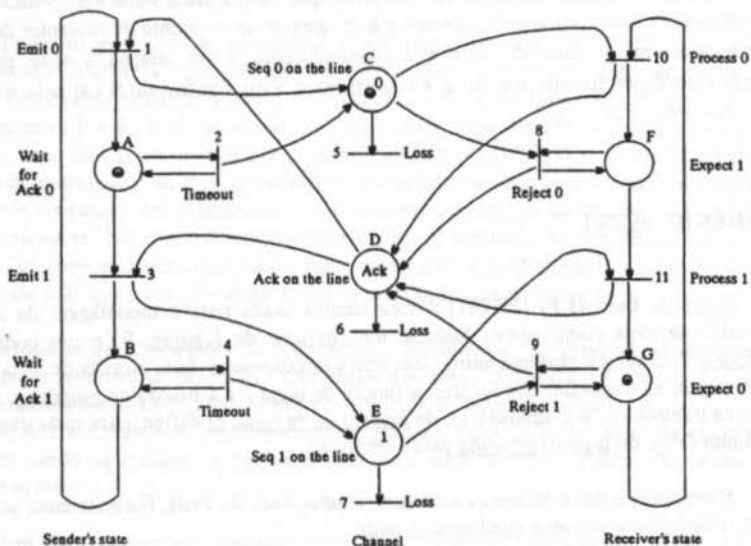 Emit 0
1
Seq 0 on the line
C
0
10
Process 0
A
2
5
Loss
8
F
Wait
for
Ack 0
Timeout
Reject 0
Expect 1
D
Ack
Ack on the line
Emit 1
3
11
Process 1
6
Loss
B
4
9
G
Wait
for
Ack 1
Timeout
E
1
Reject 1
Expect 0
Seq 1 on the line
7
Loss
Sender's state
Channel
Receiver's state